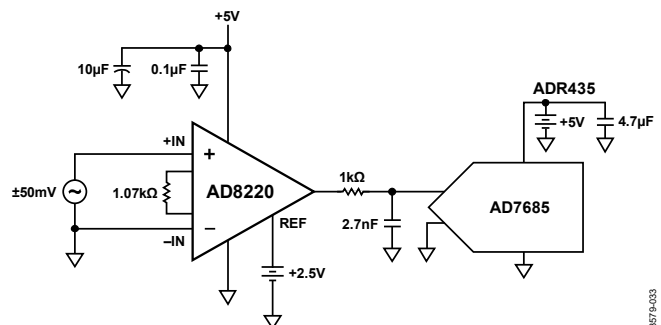 +5V
10µF
0.1µF
ADR435
+5V
4.7µF
+IN
+
1kΩ
±50mV
1.07kΩ
AD8220
AD7685
–
–IN
REF
2.7nF
+2.5V